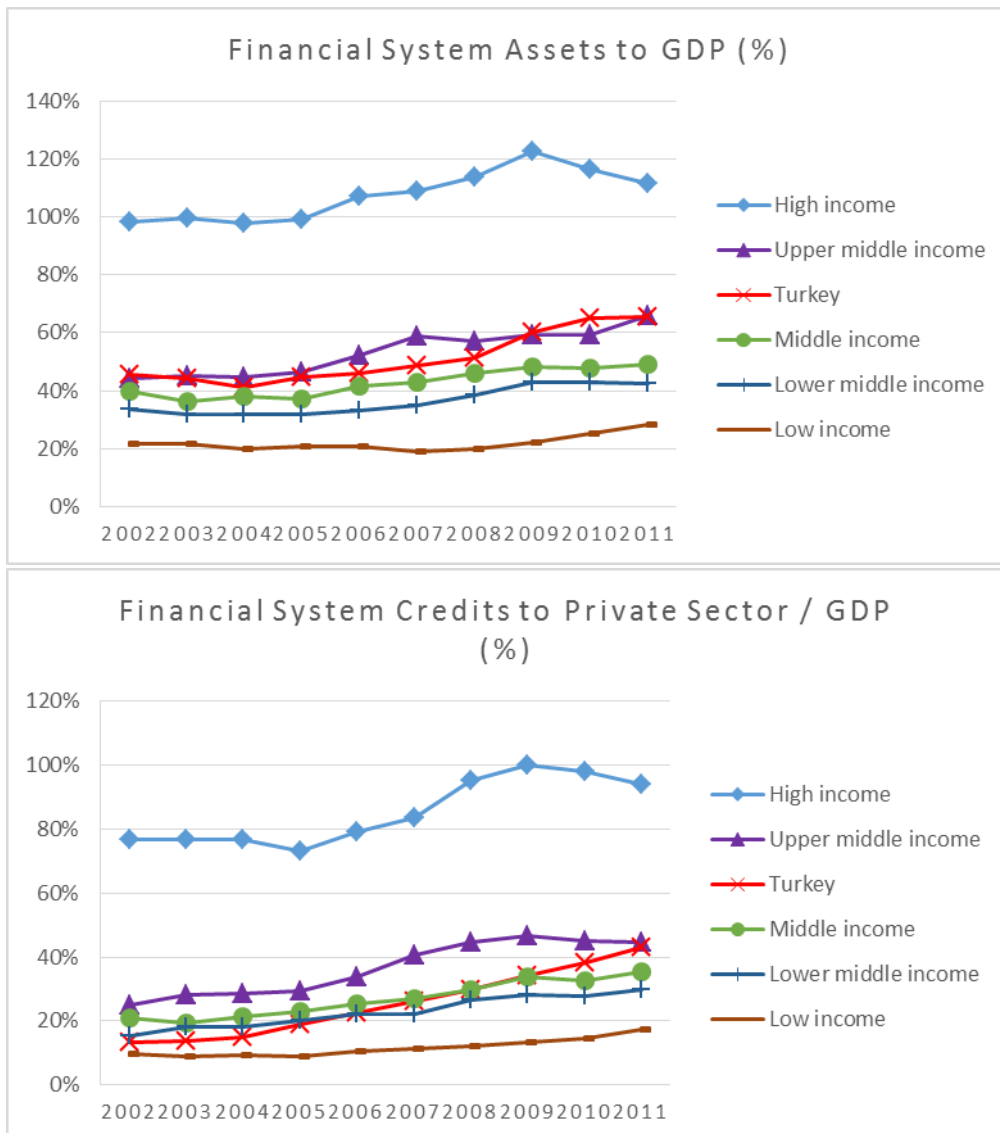 Financial System Assets to GDP (%)
140%
120%
100%
80%
60%
40%
20%
0%
2002 2003 2004 2005 2006 2007 2008 2009 2010 2011
High income
Upper middle income
Turkey
Middle income
Lower middle income
Low income
Financial System Credits to Private Sector / GDP
(%)
120%
100%
80%
60%
40%
20%
0%
2002 2003 2004 2005 2006 2007 2008 2009 2010 2011
High income
Upper middle income
Turkey
Middle income
Lower middle income
Low income